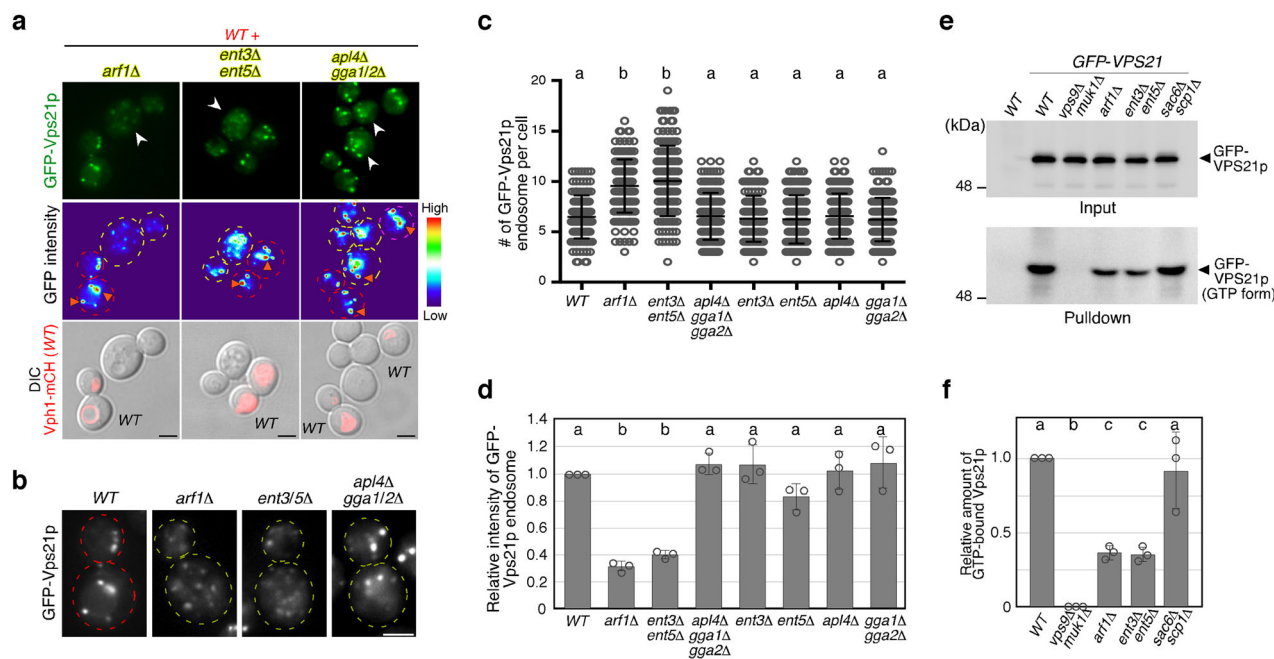 a
WT +
arf1Δ
ent3Δ
ent5Δ
apl4Δ
gga1/2Δ
GFP-Vps21p
GFP intensity
High
Low
DIC
Vph1-mCH (WT)
WT
WT
WT
WT
b
WT
arf1Δ
ent3/5Δ
apl4Δ
gga1/2Δ
GFP-Vps21p
c
# of GFP-Vps21p
endosome per cell
20
15
10
5
0
a b b a a a a a
WT
arf1Δ
ent3Δ
ent5Δ
apl4Δ
gga1Δ
gga2Δ
ent3Δ
ent5Δ
apl4Δ
gga1Δ
gga2Δ
d
Relative intensity of GFP-
Vps21p endosome
1.4
1.2
1.0
0.8
0.6
0.4
0.2
0
a b b a a a a a
WT
arf1Δ
ent3Δ
ent5Δ
apl4Δ
gga1Δ
gga2Δ
ent3Δ
ent5Δ
apl4Δ
gga1Δ
gga2Δ
e
GFP-VPS21
WT
WT
vps9Δ
muk1Δ
arf1Δ
ent3Δ
ent5Δ
sac6Δ
scp1Δ
(kDa)
48
GFP-
VPS21p
Input
48
GFP-
VPS21p
(GTP form)
Pulldown
f
Relative amount of
GTP-bound Vps21p
1.0
0.5
0.0
a b c c a
WT
vps9Δ
muk1Δ
arf1Δ
ent3Δ
ent5Δ
sac6Δ
scp1Δ